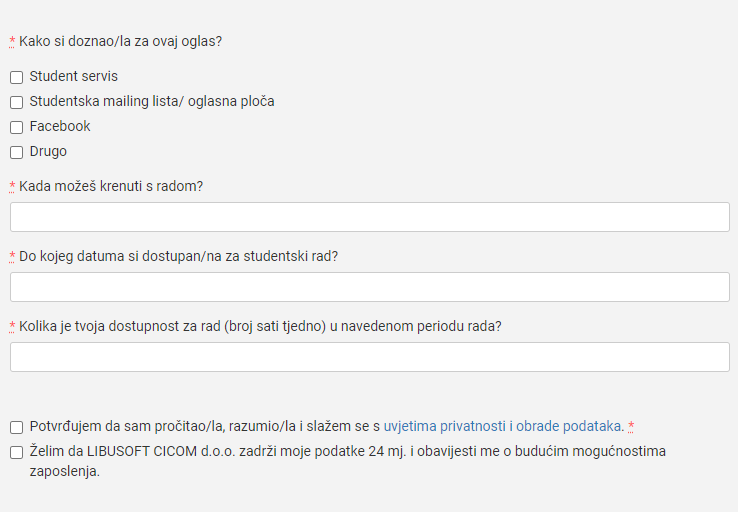 * Kako si doznao/la za ovaj oglas?
Student servis
Studentska mailing lista/ oglasna ploča
Facebook
Drugo
* Kada možeš krenuti s radom?
* Do kojeg datuma si dostupan/na za studentski rad?
* Kolika je tvoja dostupnost za rad (broj sati tjedno) u navedenom periodu rada?
Potvrđujem da sam pročitao/la, razumio/la i slažem se s uvjetima privatnosti i obrade podataka. *
Želim da LIBUSOFT CICOM d.o.o. zadrži moje podatke 24 mj. i obavijesti me o budućim mogućnostima
zaposlenja.